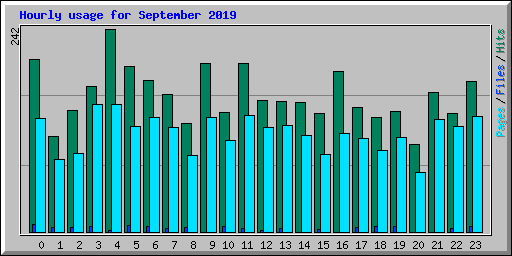 Hourly usage for September 2019
242
Pages/Files/Hits
0 1 2 3 4 5 6 7 8 9 10 11 12 13 14 15 16 17 18 19 20 21 22 23